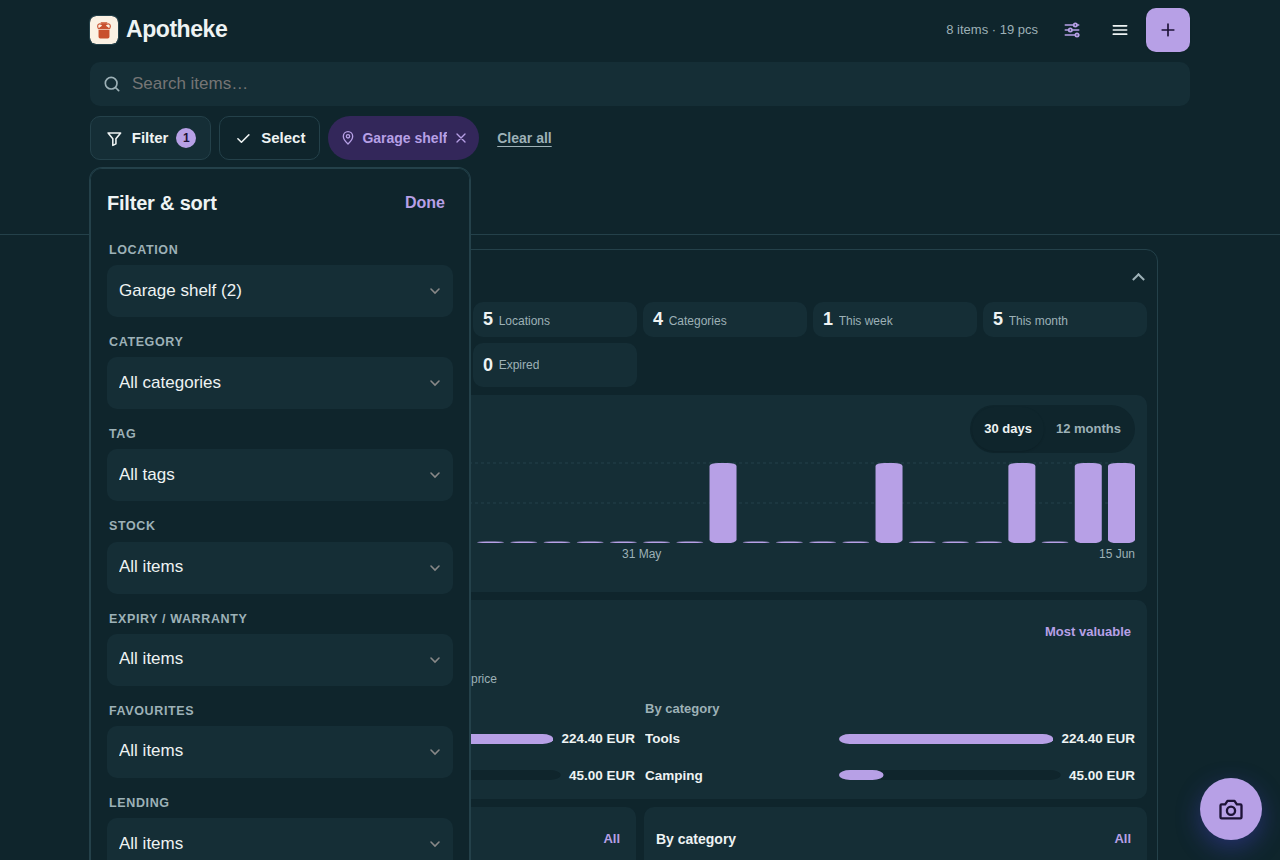 Apotheke
8 items · 19 pcs
Search items…
Filter 1
Select
Garage shelf
Clear all
Filter & sort
Done
LOCATION
Garage shelf (2)
CATEGORY
All categories
TAG
All tags
STOCK
All items
EXPIRY / WARRANTY
All items
FAVOURITES
All items
LENDING
All items
5 Locations
4 Categories
1 This week
5 This month
0 Expired
30 days
12 months
31 May
15 Jun
Most valuable
price
By category
224.40 EUR
Tools
224.40 EUR
45.00 EUR
Camping
45.00 EUR
All
By category
All